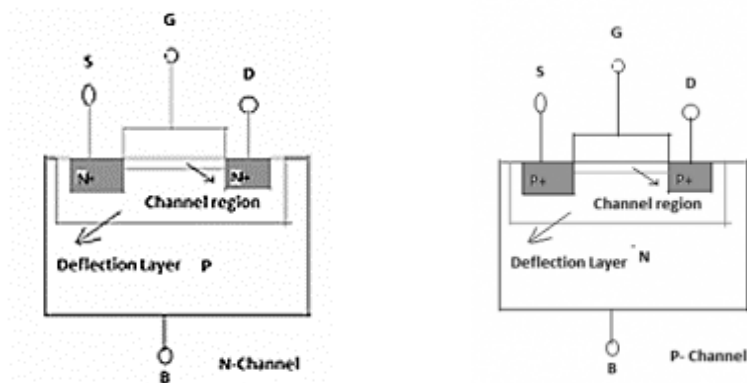 G
S
D
N+
N+
Channel region
Deflection Layer P
B
N-Channel
G
S
D
P+
P+
Channel region
Deflection Layer N
B
P- Channel